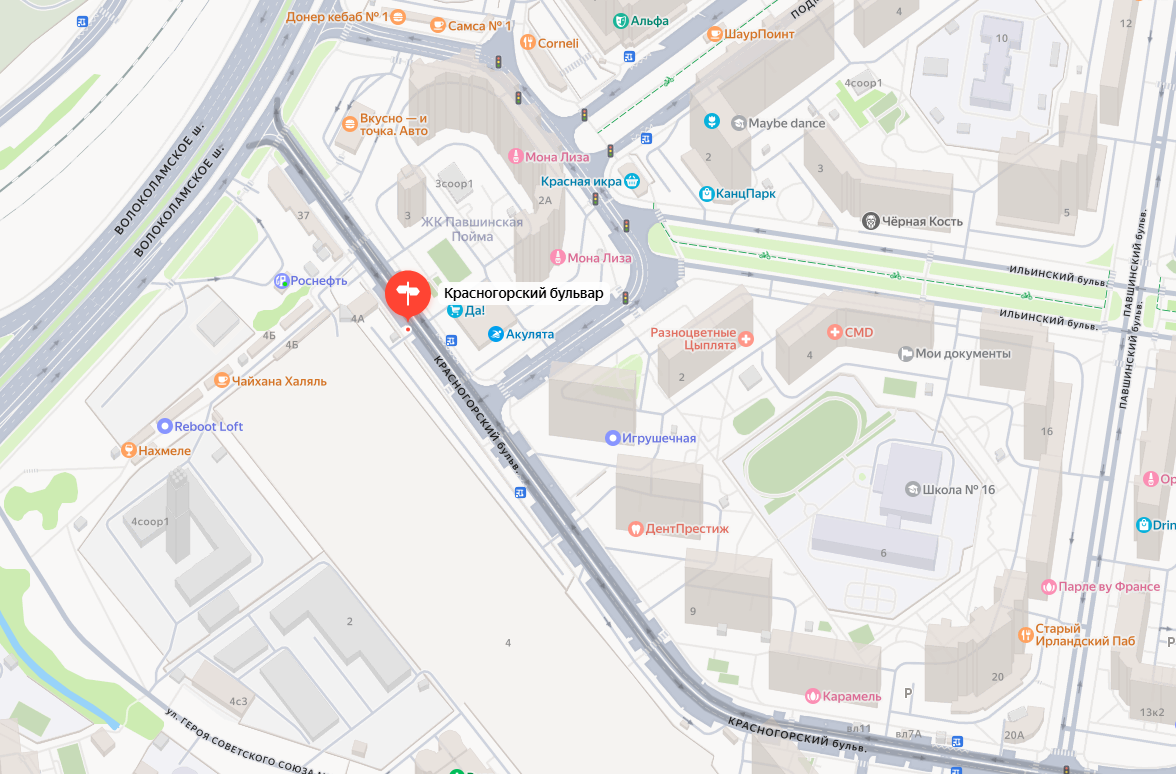 Донер кебаб № 1
Самса № 1
Альфа
Corneli
ШаурПоинт
10
12
4соор1
Вкусно — и
точка. Авто
Maybe dance
ВОЛОКОЛАМСКОЕ ш.
ВОЛОКОЛАМСКОЕ ш.
Мона Лиза
2
3
Красная икра
3соор1
КанцПарк
2А
3
37
ЖК Павшинская
Пойма
5
Чёрная Кость
Мона Лиза
ИЛЬИНСКИЙ бульв.
ПАВШИНСКИЙ бульв.
Роснефть
Красногорский бульвар
Да!
4А
ИЛЬИНСКИЙ бульв.
Акулята
Разноцветные
Цыплята
CMD
4Б
4Б
4
Мои документы
2
ПАВШИНСКИЙ бульв.
Чайхана Халяль
КРАСНОГОРСКИЙ бульв.
Reboot Loft
Игрушечная
16
Нахмеле
Школа № 16
4соор1
ДентПрестиж
6
Парле ву Франсе
9
2
4
Старый
Ирландский Паб
20
4с3
Карамель
Р
13к2
ул. ГЕРОЯ СОВЕТСКОГО СОЮЗА
КРАСНОГОРСКИЙ бульв.
вл11
вл7А
20А